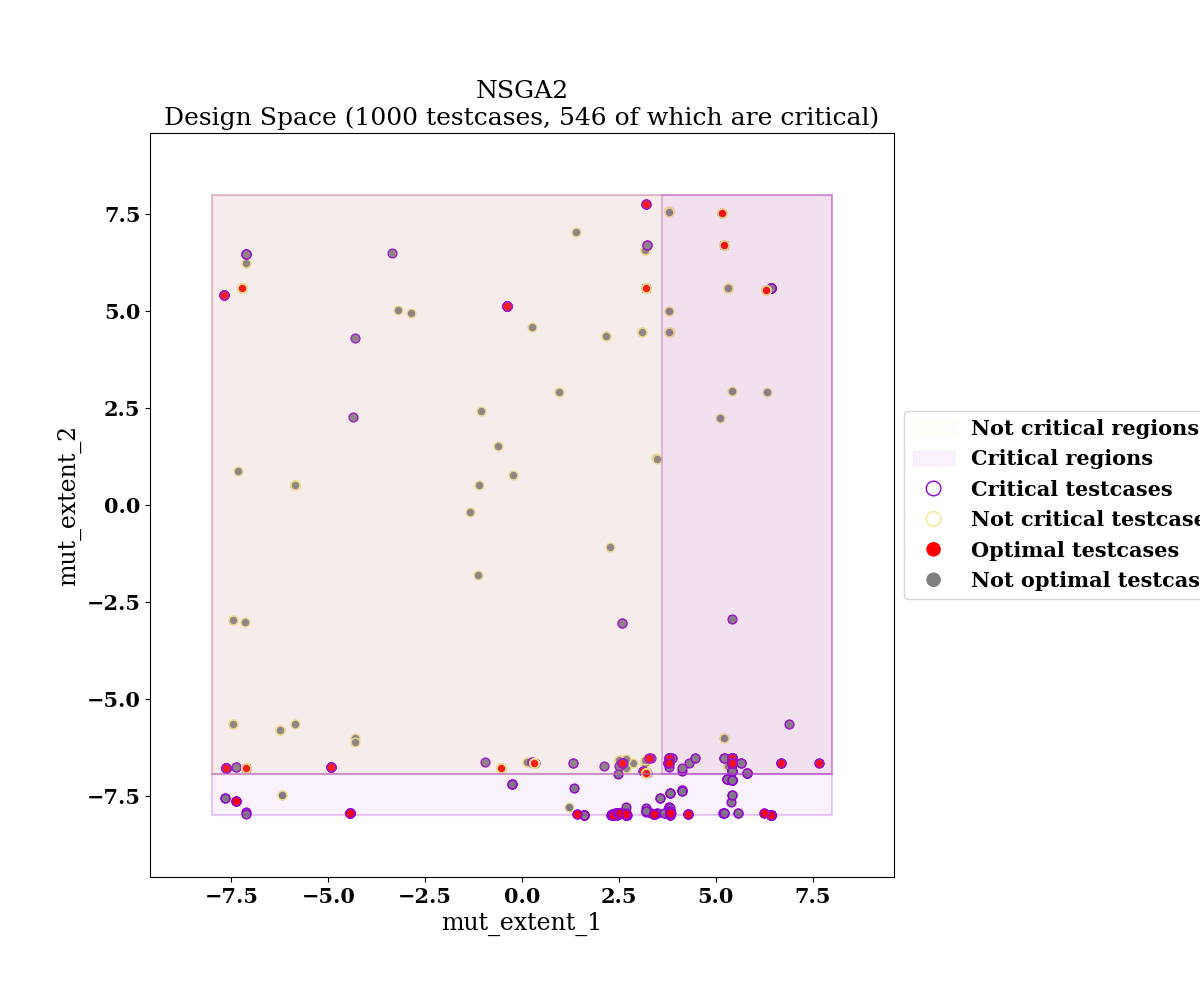 NSGA2
Design Space (1000 testcases, 546 of which are critical)
7.5
5.0
2.5
0.0
−2.5
−5.0
−7.5
mut_extent_2
−7.5
−5.0
−2.5
0.0
2.5
5.0
7.5
mut_extent_1
Not critical regions
Critical regions
Critical testcases
Not critical testcase
Optimal testcases
Not optimal testcas